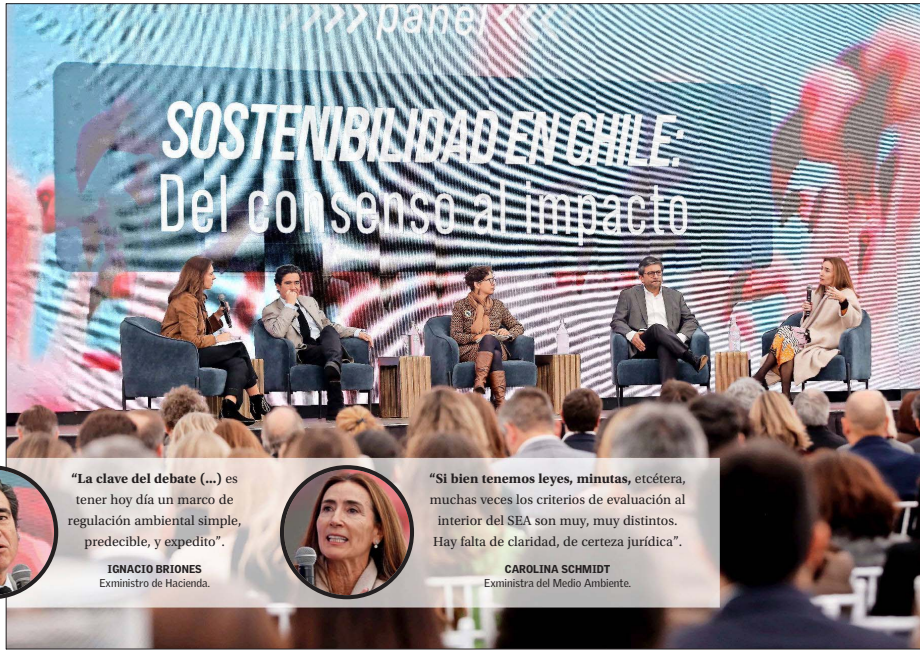 >>> panel <<<
SOSTENIBILIDAD EN CHILE:
Del consenso al impacto
“La clave del debate (...) es
tener hoy día un marco de
regulación ambiental simple,
predecible, y expedito”.
IGNACIO BRIONES
Exministro de Hacienda.
“Si bien tenemos leyes, minutas, etcétera,
muchas veces los criterios de evaluación al
interior del SEA son muy, muy distintos.
Hay falta de claridad, de certeza jurídica”.
CAROLINA SCHMIDT
Exministra del Medio Ambiente.